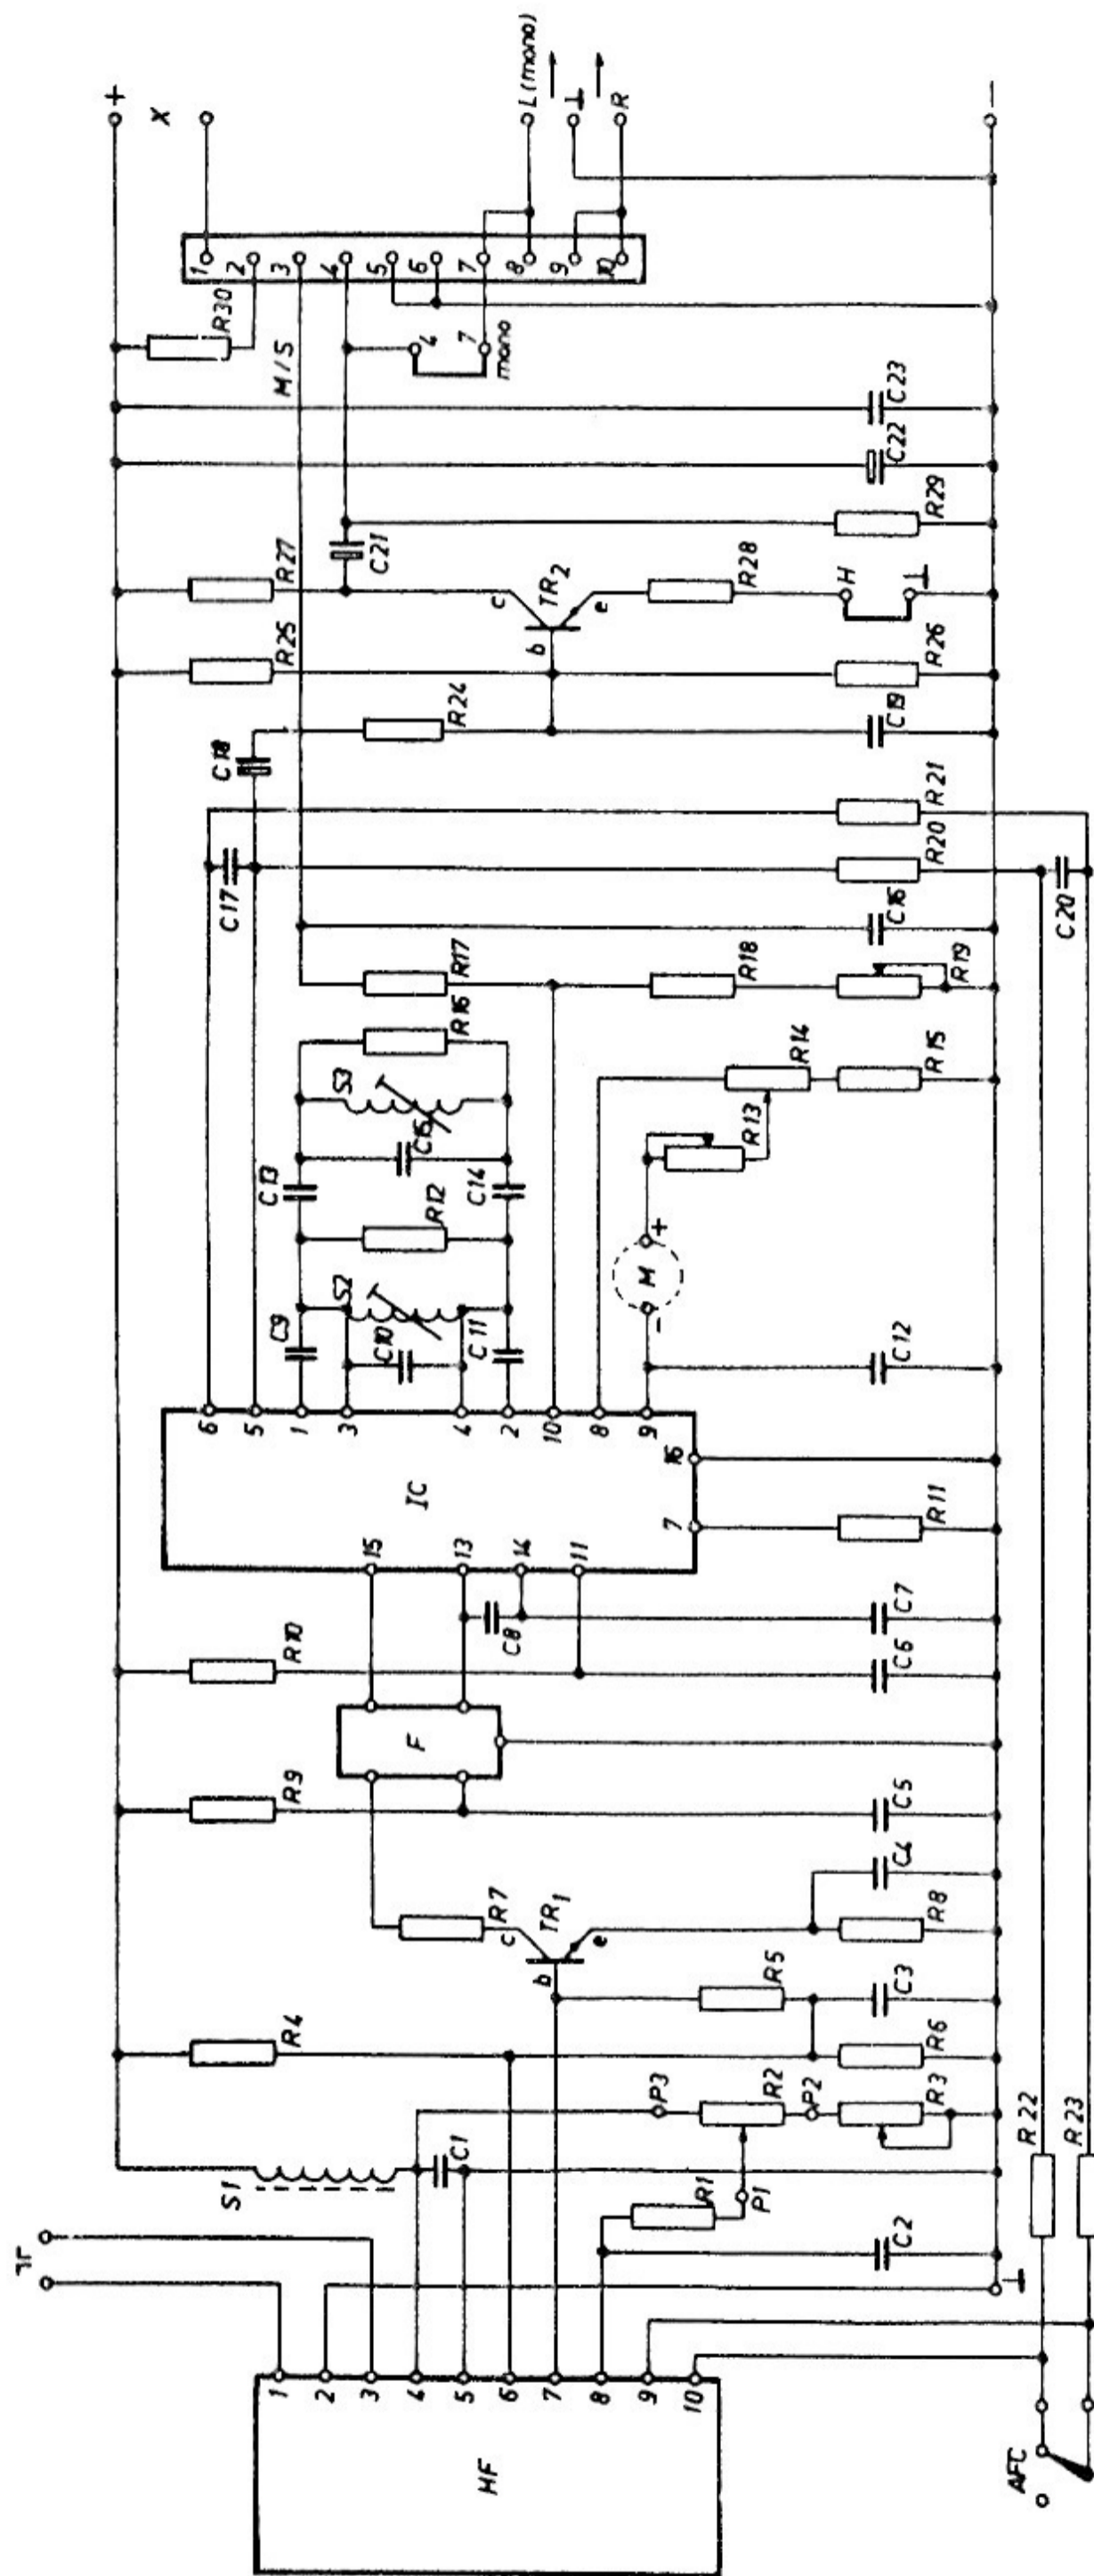 HF
1
2
3
4
5
6
7
8
9
10
AFC
S1
C1
C2
R1
P1
P3
R2
P2
R3
R22
R23
⊥
R4
R5
R6
C3
b
c
e
TR1
R7
R8
C4
C5
R9
F
R10
C6
C7
C8
15
13
14
11
IC
6
5
1
3
4
2
10
8
9
7
16
R11
C9
C10
C11
C12
S2
R12
C13
C14
C15
S3
R16
- M +
R13
R14
R15
R17
R18
R19
C16
C17
R20
R21
C20
C18
R24
C19
R25
R26
R27
b
c
e
TR2
R28
H
⊥
C21
R29
C22
C23
M/S
R30
4
7
mono
1
2
3
4
5
6
7
8
9
10
+
X
L (mono)
⊥
R
-